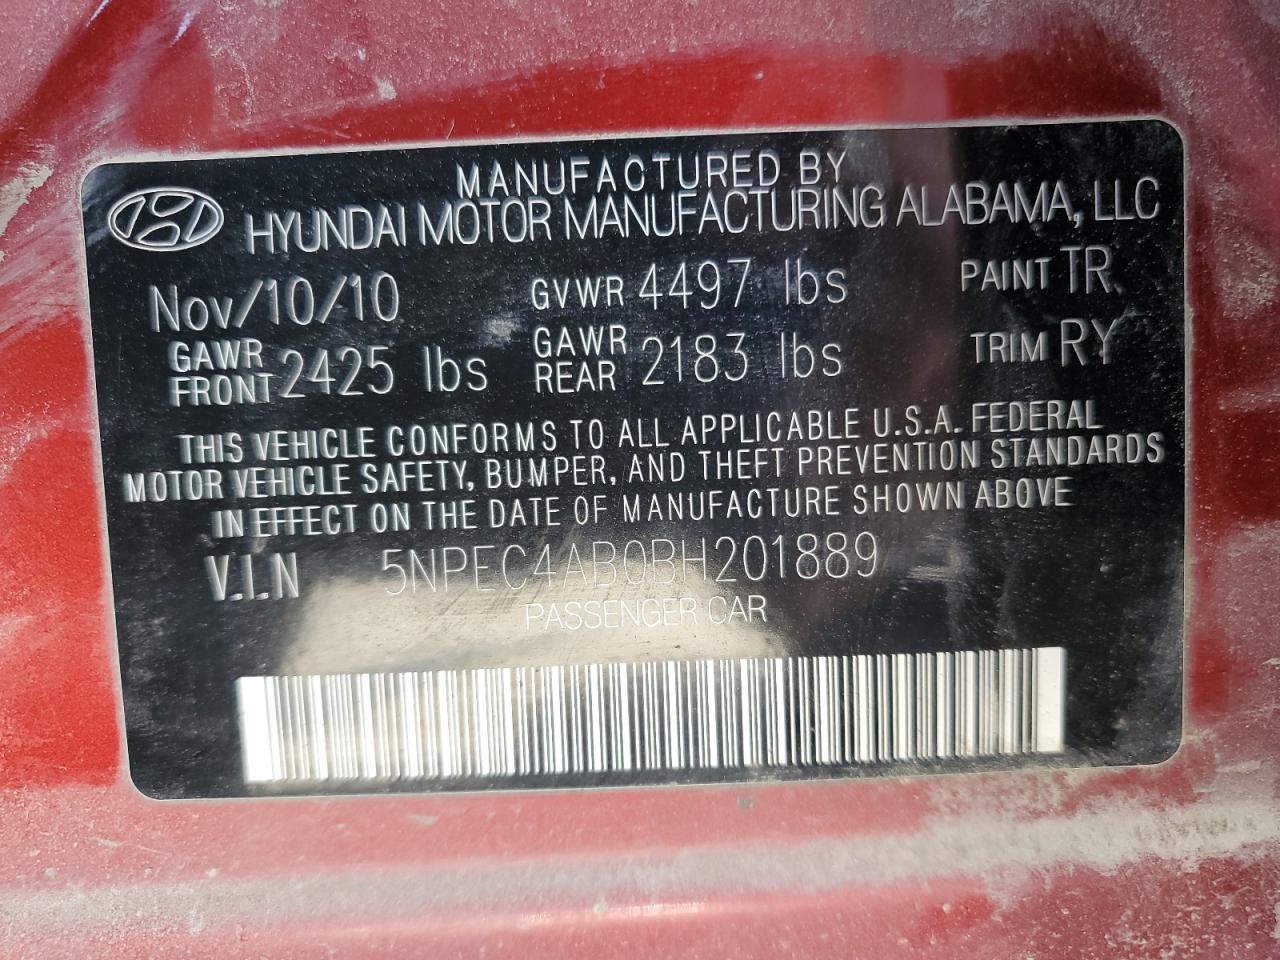 MANUFACTURED BY
HYUNDAI MOTOR MANUFACTURING ALABAMA, LLC
Nov/10/10 GVWR 4497 lbs PAINT TR
GAWR FRONT 2425 lbs GAWR REAR 2183 lbs TRIM RY
THIS VEHICLE CONFORMS TO ALL APPLICABLE U.S.A. FEDERAL
MOTOR VEHICLE SAFETY, BUMPER, AND THEFT PREVENTION STANDARDS
IN EFFECT ON THE DATE OF MANUFACTURE SHOWN ABOVE
V.I.N 5NPEC4AB0BH201889
PASSENGER CAR